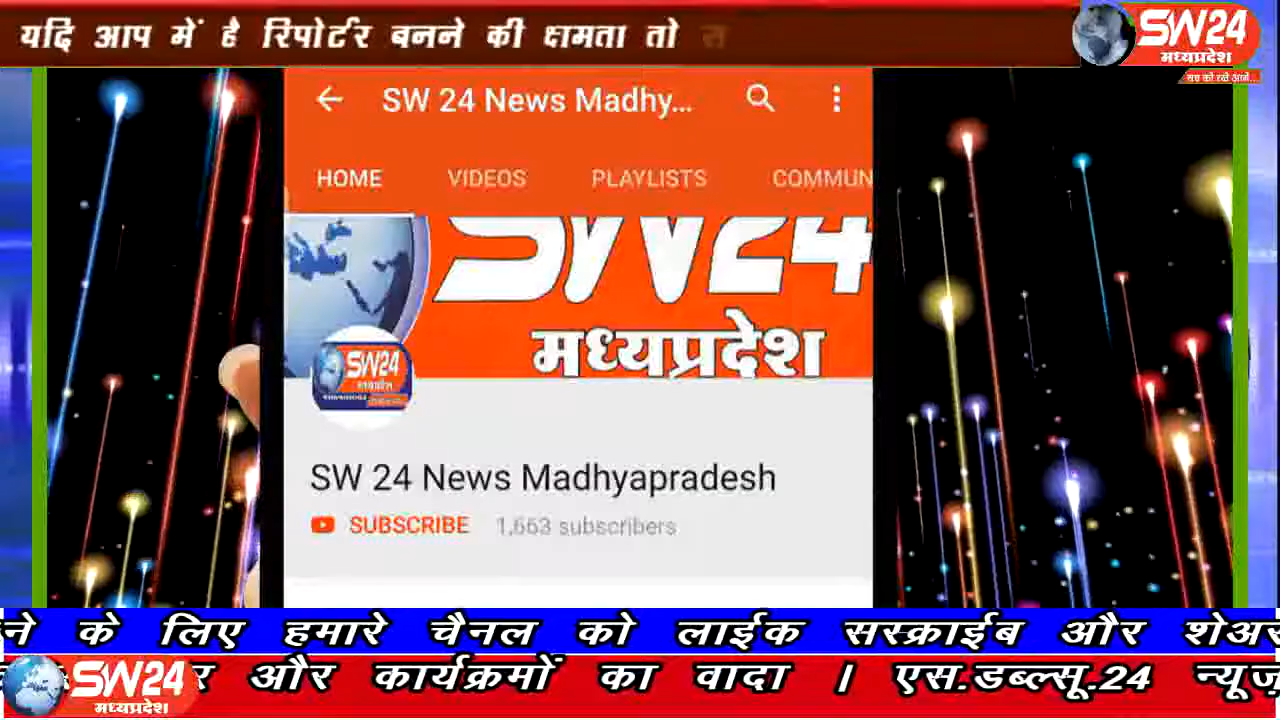 यदि आप में है रिपोर्टर बनने की क्षमता तो
SW24
मध्यप्रदेश
SW 24 News Madhy...
HOME VIDEOS PLAYLISTS COMMUN
SW24
मध्यप्रदेश
SW24
SW 24 News Madhyapradesh
SUBSCRIBE 1,663 subscribers
ने के लिए हमारे चैनल को लाईक सस्क्राईब और शेअर
र और कार्यक्रमों का वादा । एस.डब्ल्सू.24 न्यूज
SW24
मध्यप्रदेश